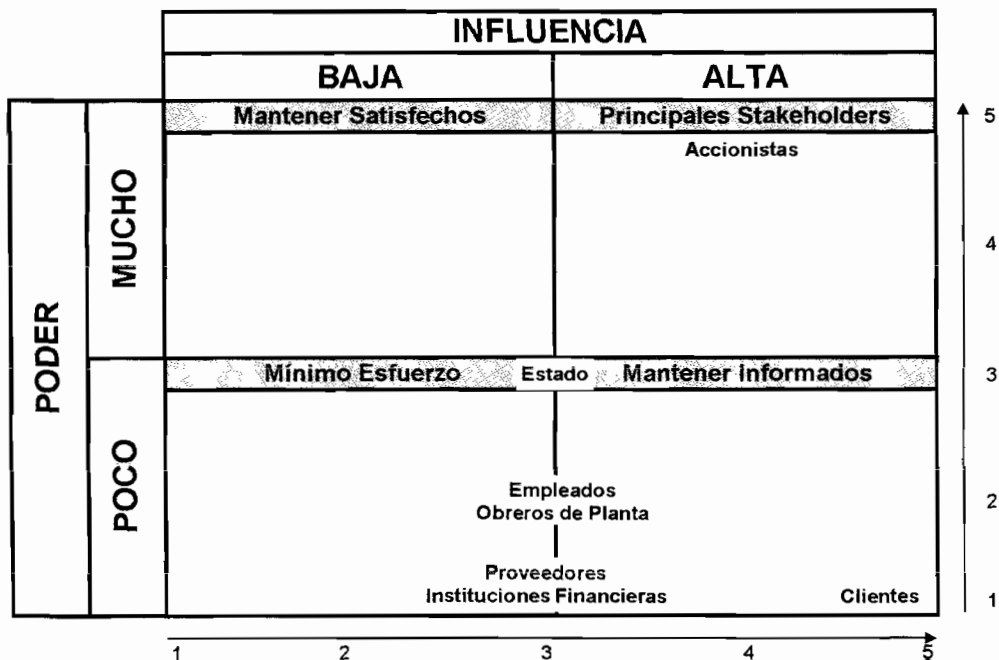 INFLUENCIA
BAJA ALTA
Mantener Satisfechos Principales Stakeholders 5
Accionistas
MUCHO
4
PODER
Mínimo Esfuerzo Estado Mantener Informados 3
POCO
Empleados 2
Obreros de Planta
Proveedores
Instituciones Financieras Clientes 1
1 2 3 4 5